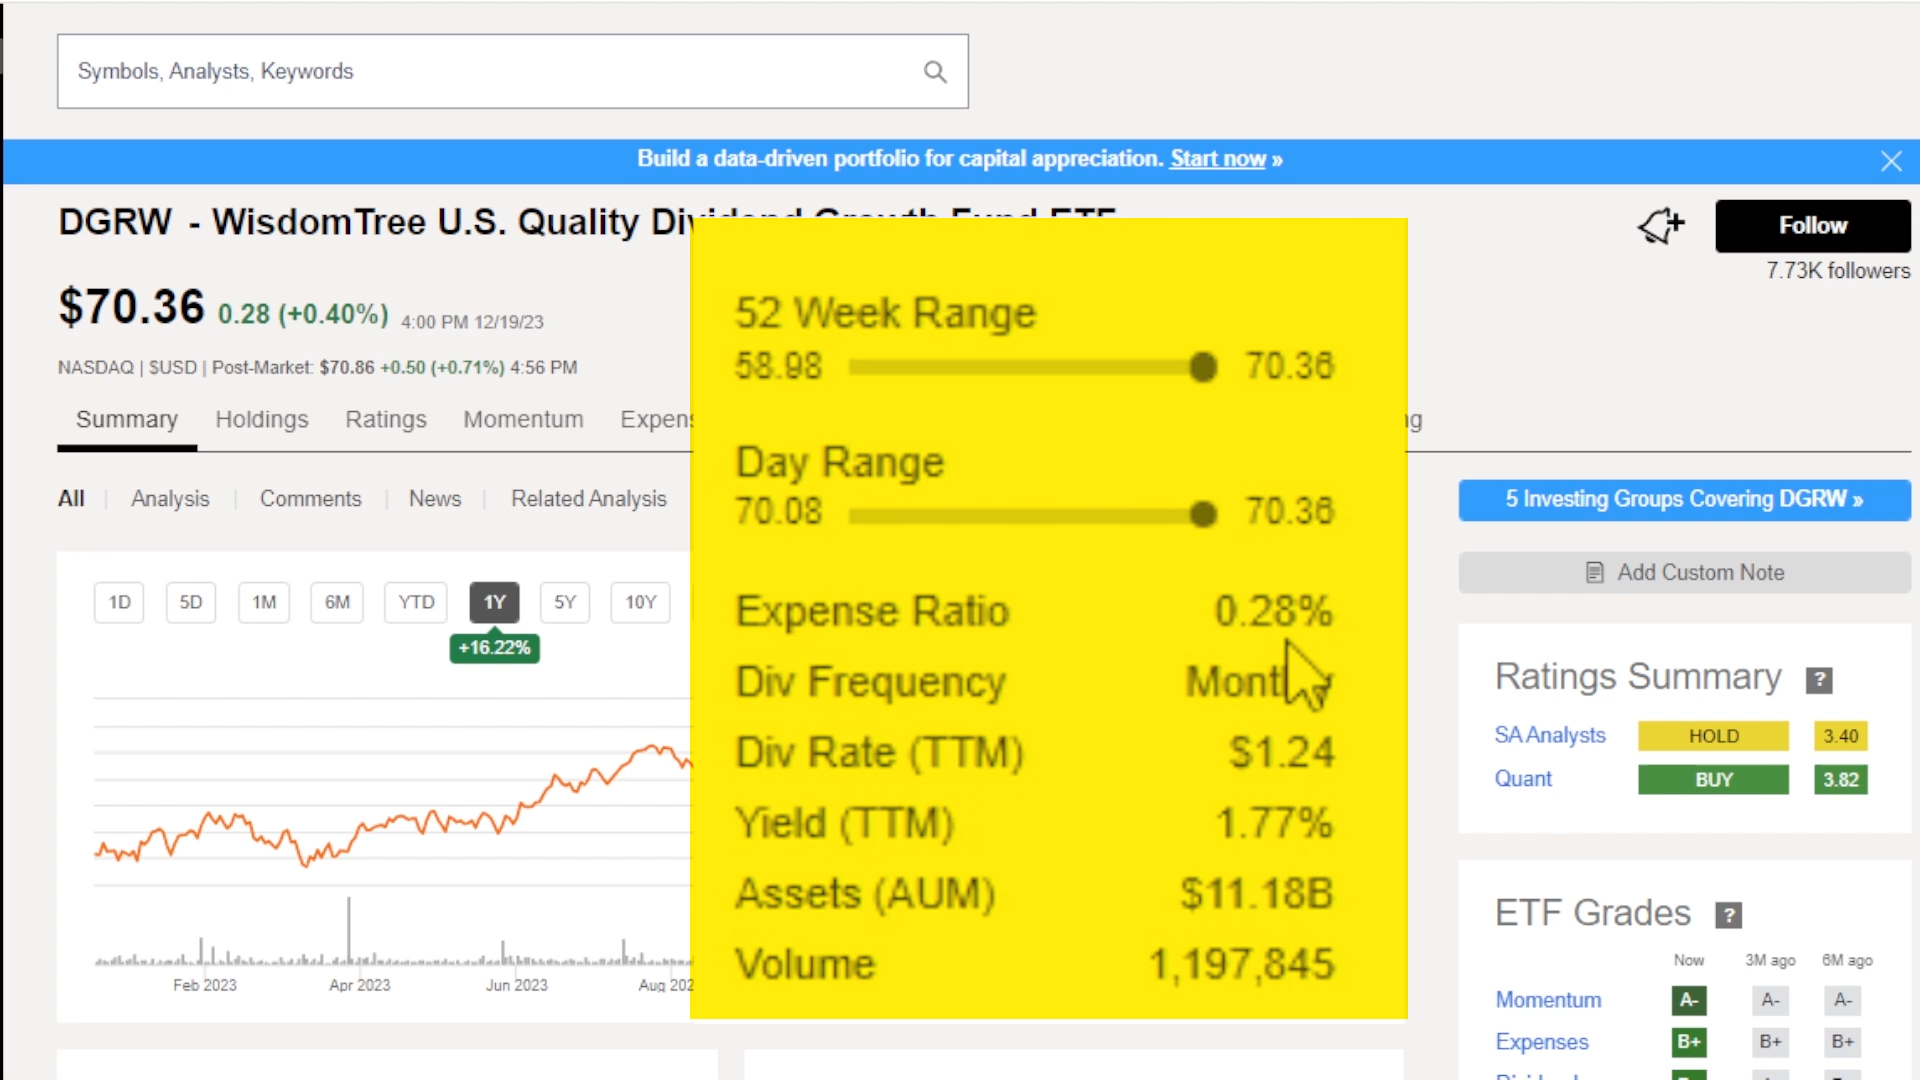 Symbols, Analysts, Keywords
Build a data-driven portfolio for capital appreciation. Start now »
DGRW - WisdomTree U.S. Quality Dividend Growth Fund ETF
Follow
7.73K followers
$70.36 0.28 (+0.40%) 4:00 PM 12/19/23
NASDAQ | $USD | Post-Market: $70.86 +0.50 (+0.71%) 4:56 PM
Summary Holdings Ratings Momentum
All Analysis Comments News Related Analysis
1D 5D 1M 6M YTD 1Y 5Y 10Y
+16.22%
Feb 2023 Apr 2023 Jun 2023 Aug
52 Week Range
58.98 70.36
Day Range
70.08 70.36
Expense Ratio 0.28%
Div Frequency
Div Rate (TTM) $1.24
Yield (TTM) 1.77%
Assets (AUM) $11.18B
Volume 1,197,845
5 Investing Groups Covering DGRW »
Add Custom Note
Ratings Summary ?
SA Analysts HOLD 3.40
Quant BUY 3.82
ETF Grades ?
Now 3M ago 6M ago
Momentum A- A- A-
Expenses B+ B+ B+